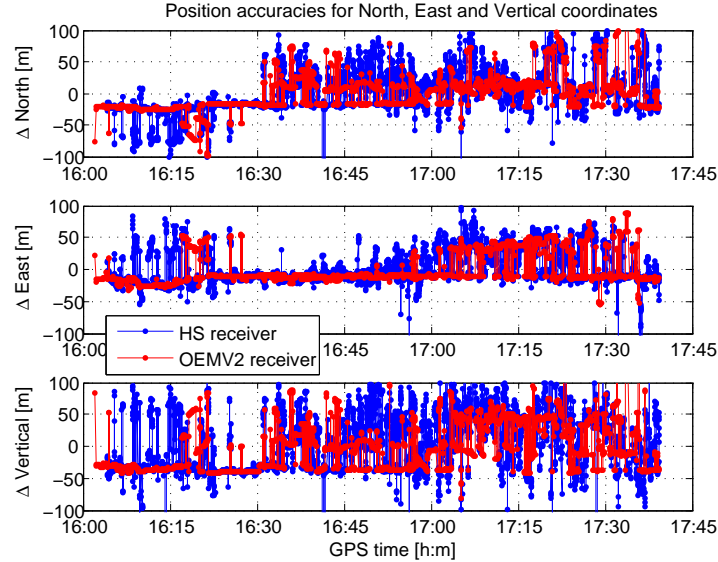 Position accuracies for North, East and Vertical coordinates
Δ North [m]
100
50
0
−50
−100
16:00 16:15 16:30 16:45 17:00 17:15 17:30 17:45
Δ East [m]
100
50
0
−50
−100
16:00 16:45 17:00 17:15 17:30 17:45
HS receiver
OEMV2 receiver
Δ Vertical [m]
100
50
0
−50
−100
16:00 16:15 16:30 16:45 17:00 17:15 17:30 17:45
GPS time [h:m]